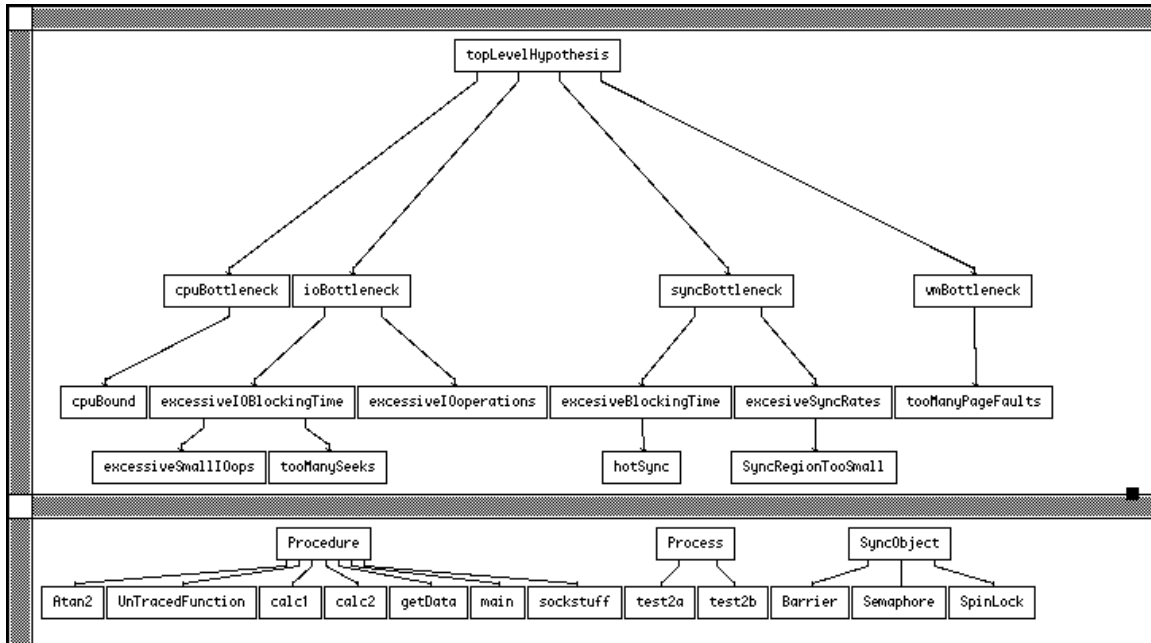 topLevelHypothesis
cpuBottleneck ioBottleneck syncBottleneck vmBottleneck
cpuBound excessiveIOBlockingTime excessiveIOoperations excesiveBlockingTime excesiveSyncRates tooManyPageFaults
excessiveSmallIOops tooManySeeks hotSync SyncRegionTooSmall
Procedure Process SyncObject
Atan2 UnTracedFunction calc1 calc2 getData main sockstuff test2a test2b Barrier Semaphore SpinLock